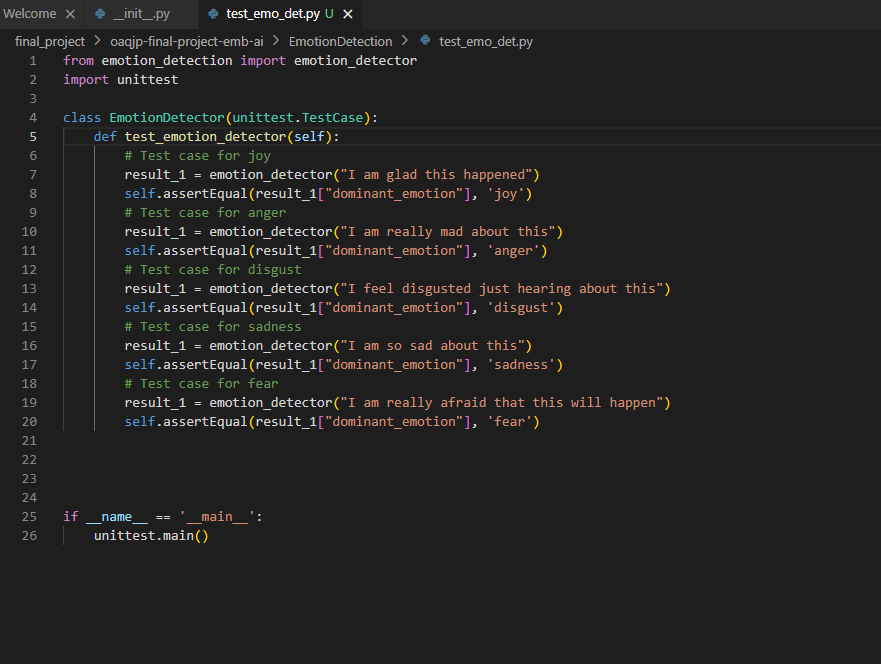 Welcome __init__.py test_emo_det.py U
final_project > oaqjp-final-project-emb-ai > EmotionDetection > test_emo_det.py
1 from emotion_detection import emotion_detector
2 import unittest
3
4 class EmotionDetector(unittest.TestCase):
5     def test_emotion_detector(self):
6         # Test case for joy
7         result_1 = emotion_detector("I am glad this happened")
8         self.assertEqual(result_1["dominant_emotion"], 'joy')
9         # Test case for anger
10         result_1 = emotion_detector("I am really mad about this")
11         self.assertEqual(result_1["dominant_emotion"], 'anger')
12         # Test case for disgust
13         result_1 = emotion_detector("I feel disgusted just hearing about this")
14         self.assertEqual(result_1["dominant_emotion"], 'disgust')
15         # Test case for sadness
16         result_1 = emotion_detector("I am so sad about this")
17         self.assertEqual(result_1["dominant_emotion"], 'sadness')
18         # Test case for fear
19         result_1 = emotion_detector("I am really afraid that this will happen")
20         self.assertEqual(result_1["dominant_emotion"], 'fear')
21
22
23
24
25 if __name__ == '__main__':
26     unittest.main()